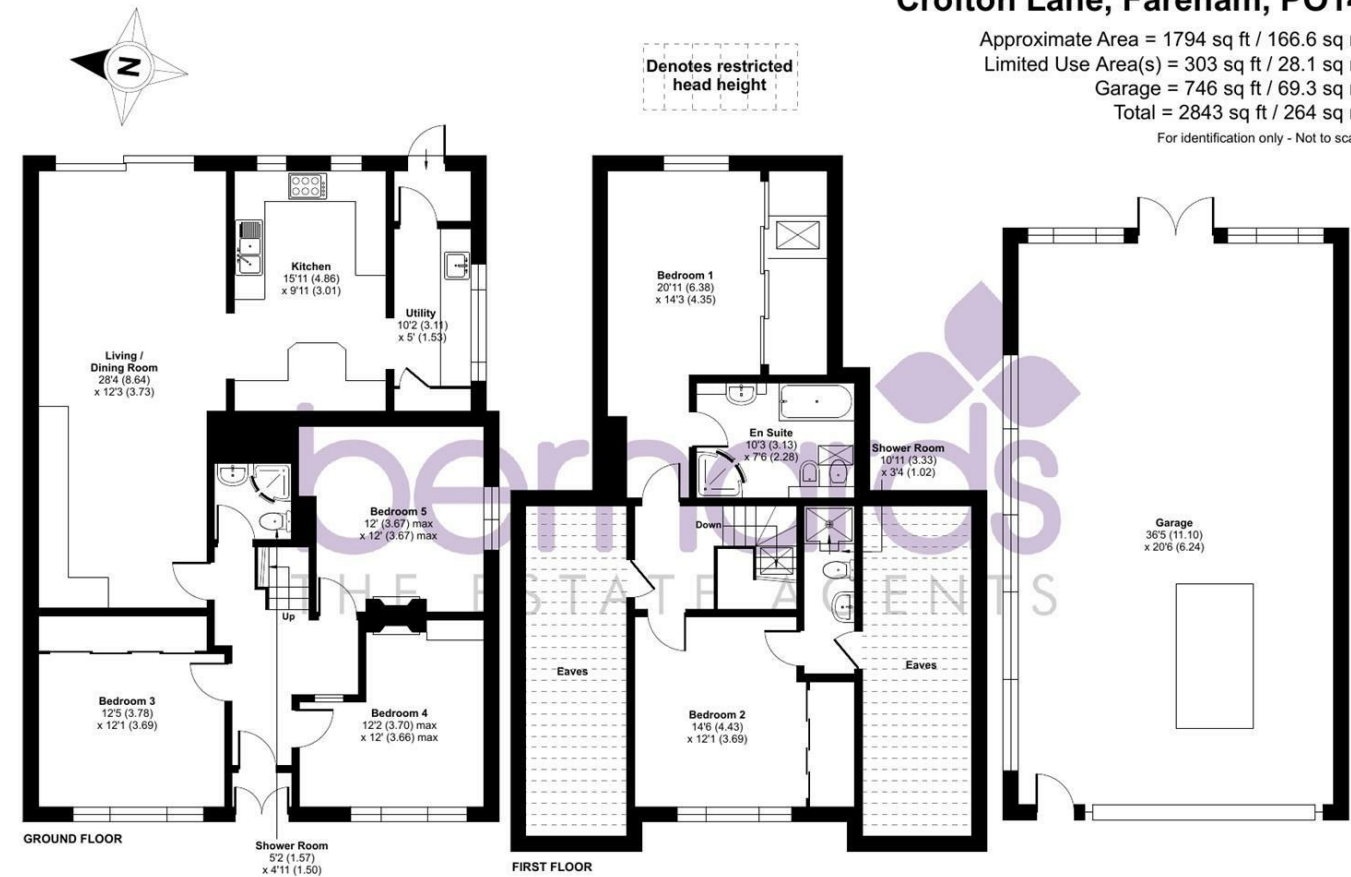 Crofton Lane, Fareham, PO14
Approximate Area = 1794 sq ft / 166.6 sq m
Limited Use Area(s) = 303 sq ft / 28.1 sq m
Garage = 746 sq ft / 69.3 sq m
Total = 2843 sq ft / 264 sq m
For identification only - Not to sca
N
Denotes restricted
head height
Kitchen
15'11 (4.86)
x 9'11 (3.01)
Utility
10'2 (3.11)
x 5' (1.53)
Living /
Dining Room
28'4 (8.64)
x 12'3 (3.73)
Bedroom 5
12' (3.67) max
x 12' (3.67) max
Up
Bedroom 3
12'5 (3.78)
x 12'1 (3.69)
Bedroom 4
12'2 (3.70) max
x 12' (3.66) max
Shower Room
5'2 (1.57)
x 4'11 (1.50)
GROUND FLOOR
Bedroom 1
20'11 (6.38)
x 14'3 (4.35)
En Suite
10'3 (3.13)
x 7'6 (2.28)
Shower Room
10'11 (3.33)
x 3'4 (1.02)
Down
Eaves
Eaves
Bedroom 2
14'6 (4.43)
x 12'1 (3.69)
FIRST FLOOR
Garage
36'5 (11.10)
x 20'6 (6.24)
bernards
THE ESTATE AGENTS